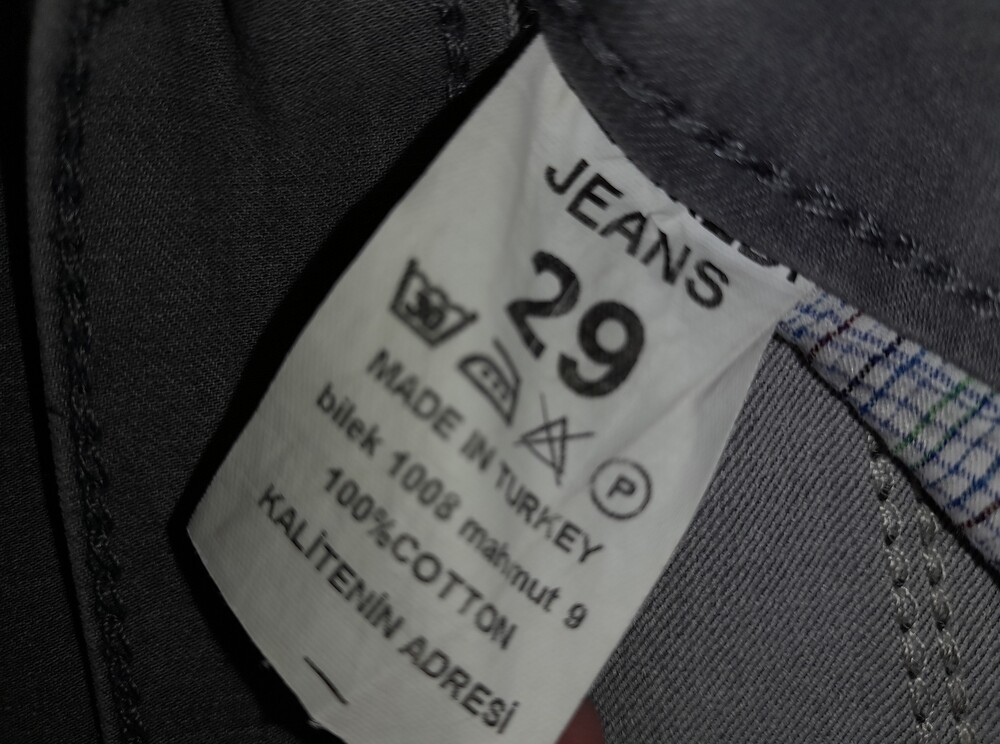 JEANS
29
30
P
MADE IN TURKEY
bilek 1008 mahmut 9
100%COTTON
KALİTENİN ADRESİ